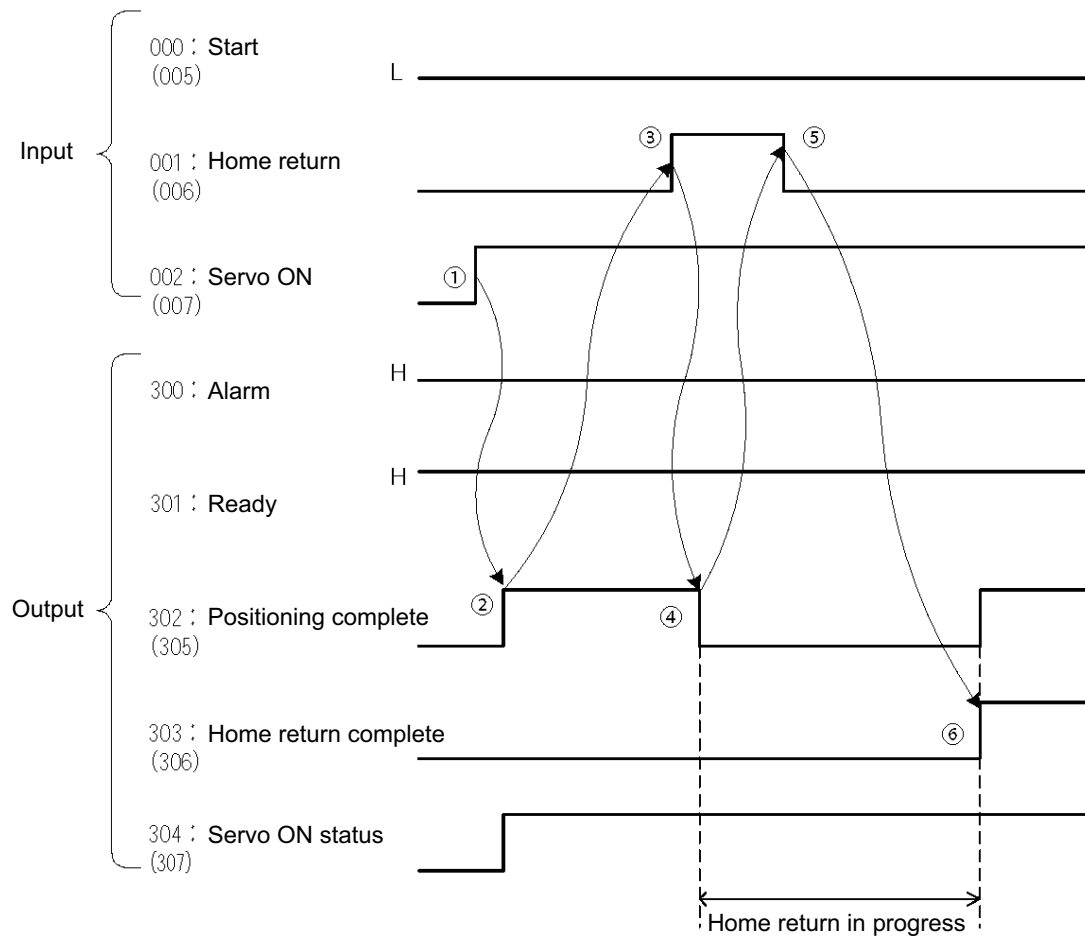 Input
000 : Start
(005)
L
001 : Home return
(006)
③
⑤
002 : Servo ON
(007)
①
Output
300 : Alarm
H
301 : Ready
H
302 : Positioning complete
(305)
②
④
303 : Home return complete
(306)
⑥
304 : Servo ON status
(307)
Home return in progress